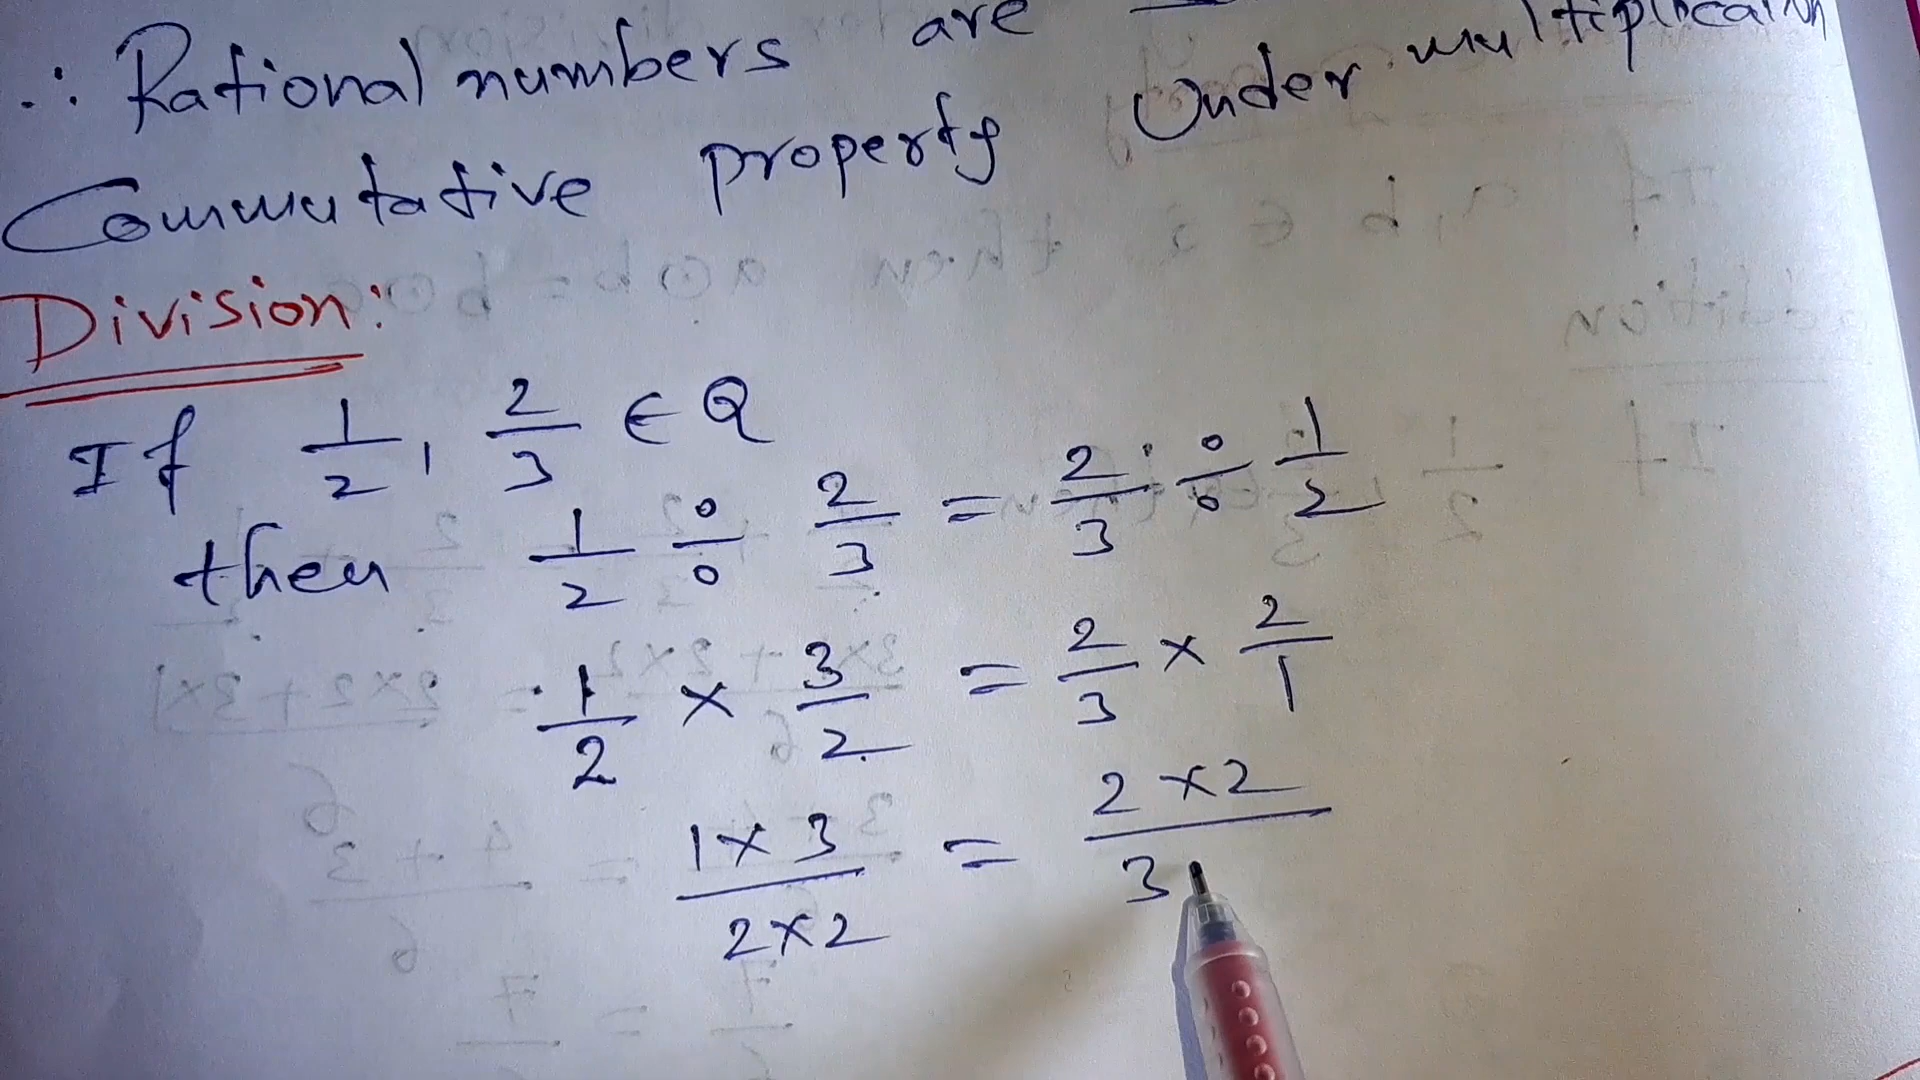 ∴ Rational numbers are
Commutative property Under multiplication
Division:
If 1/2, 2/3 ∈ Q
then 1/2 ÷ 2/3 = 2/3 ÷ 1/2
1/2 × 3/2 = 2/3 × 2/1
1×3/2×2 = 2×2/3